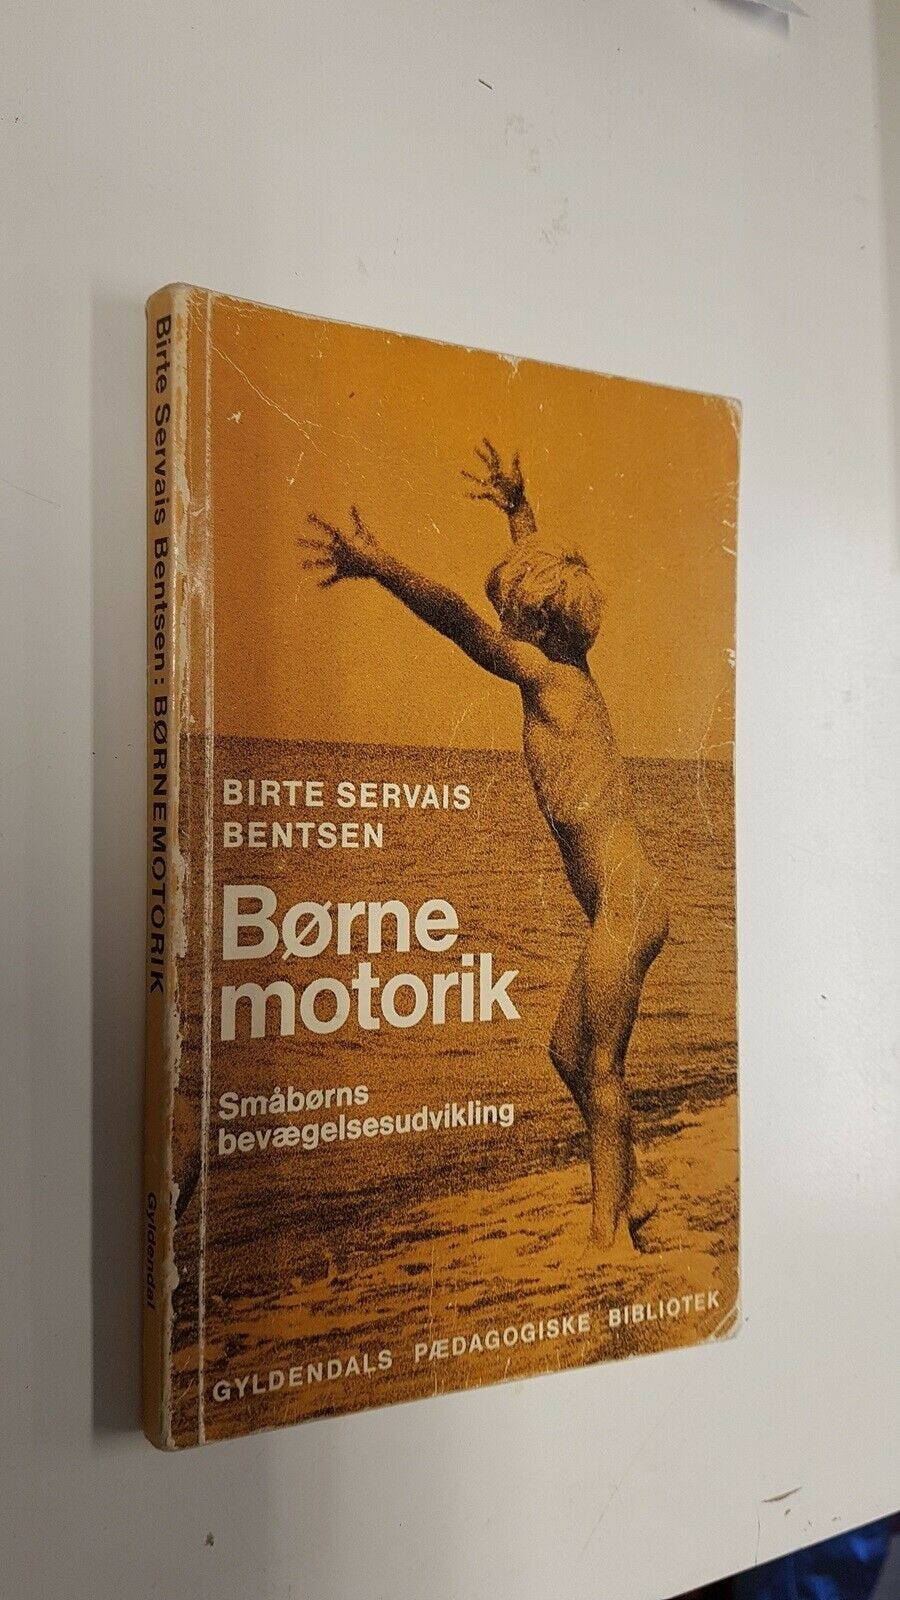 Birte Servais Bentsen: BØRNEMOTORIK
Gyldendal
BIRTE SERVAIS
BENTSEN
Børne
motorik
Småbørns
bevægelsesudvikling
GYLDENDALS PÆDAGOGISKE BIBLIOTEK